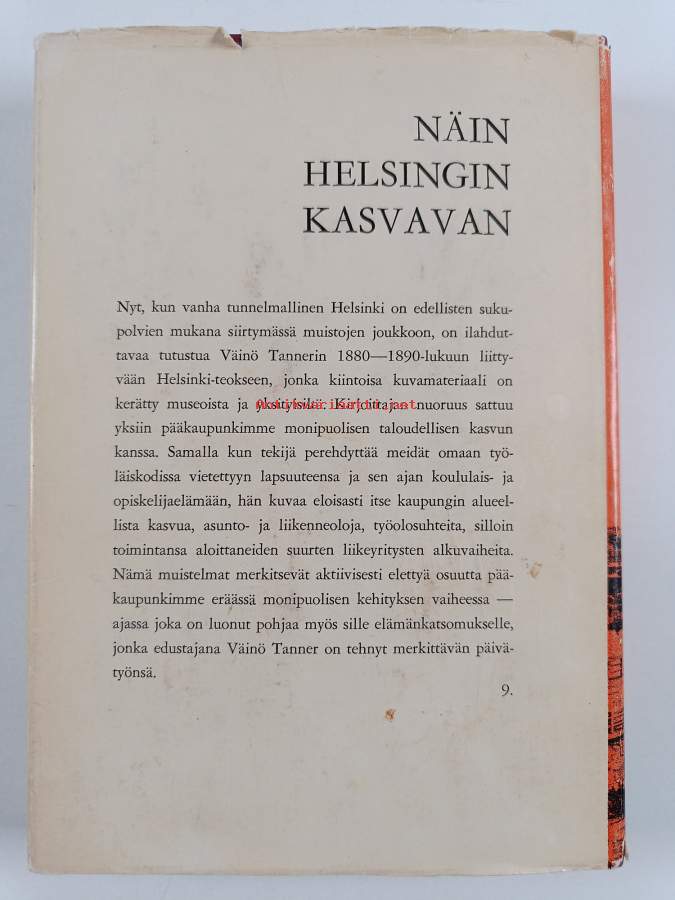 NÄIN
HELSINGIN
KASVAVAN
Nyt, kun vanha tunnelmallinen Helsinki on edellisten suku-
polvien mukana siirtymässä muistojen joukkoon, on ilahdut-
tavaa tutustua Väinö Tannerin 1880—1890-lukuun liitty-
vään Helsinki-teokseen, jonka kiintoisa kuvamateriaali on
kerätty museoista ja yksityisiltä. Kirjoittajan nuoruus sattuu
yksiin pääkaupunkimme monipuolisen taloudellisen kasvun
kanssa. Samalla kun tekijä perehdyttää meidät omaan työ-
läiskodissa vietettyyn lapsuuteensa ja sen ajan koululais- ja
opiskelijaelämään, hän kuvaa eloisasti itse kaupungin alueel-
lista kasvua, asunto- ja liikenneoloja, työolosuhteita, silloin
toimintansa aloittaneiden suurten liikeyritysten alkuvaiheita.
Nämä muistelmat merkitsevät aktiivisesti elettyä osuutta pää-
kaupunkimme eräässä monipuolisen kehityksen vaiheessa —
ajassa joka on luonut pohjaa myös sille elämänkatsomukselle,
jonka edustajana Väinö Tanner on tehnyt merkittävän päivä-
työnsä.
9.